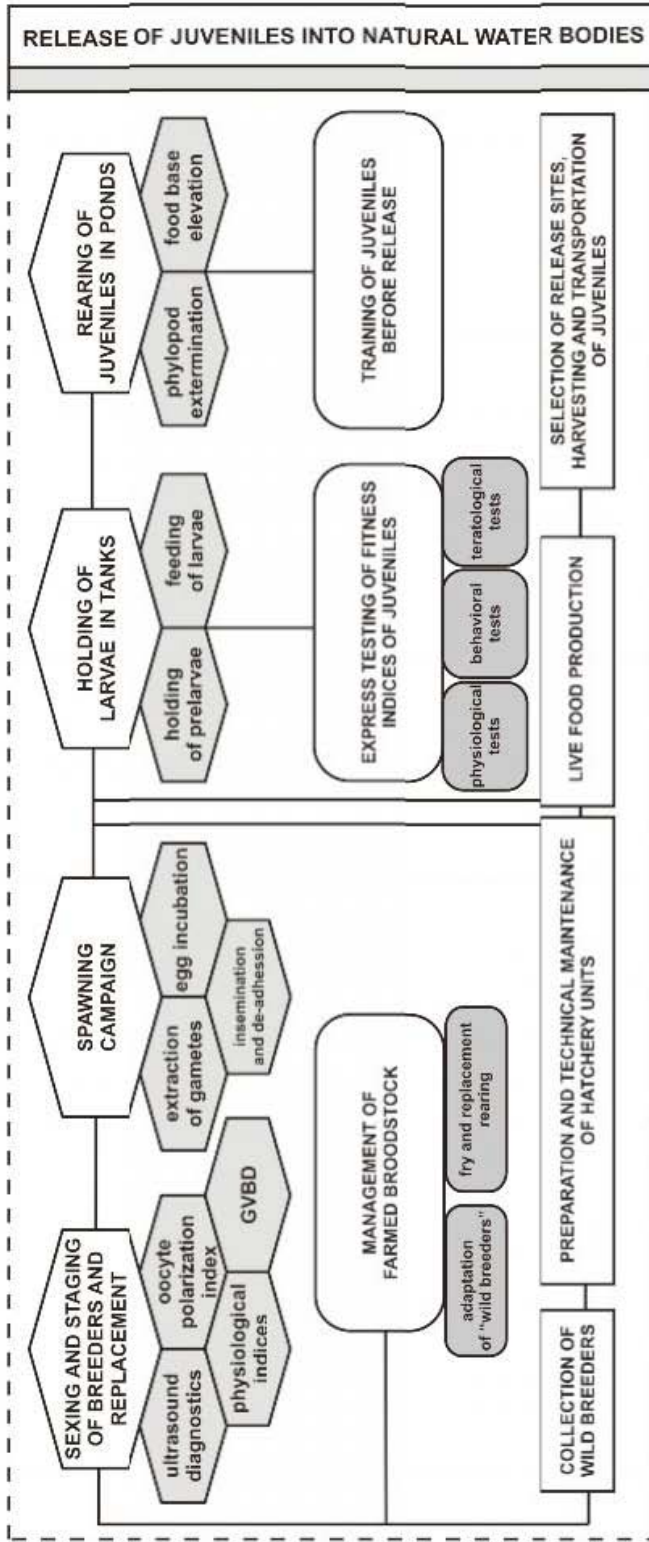 RELEASE OF JUVENILES INTO NATURAL WATER BODIES
SEXING AND STAGING
OF BREEDERS AND
REPLACEMENT
ultrasound
diagnostics
oocyte
polarization
index
physiological
indices
GVBD
SPAWNING
CAMPAIGN
extraction
of gametes
egg incubation
insemination
and de-adhession
HOLDING OF
LARVAE IN TANKS
holding
of prelarvae
feeding
of larvae
REARING OF
JUVENILES IN PONDS
phylopod
extermination
food base
elevation
MANAGEMENT OF
FARMED BROODSTOCK
adaptation
of "wild breeders"
fry and replacement
rearing
EXPRESS TESTING OF FITNESS
INDICES OF JUVENILES
physiological
tests
behavioral
tests
teratological
tests
TRAINING OF JUVENILES
BEFORE RELEASE
COLLECTION OF
WILD BREEDERS
PREPARATION AND TECHNICAL MAINTENANCE
OF HATCHERY UNITS
LIVE FOOD PRODUCTION
SELECTION OF RELEASE SITES,
HARVESTING AND TRANSPORTATION
OF JUVENILES